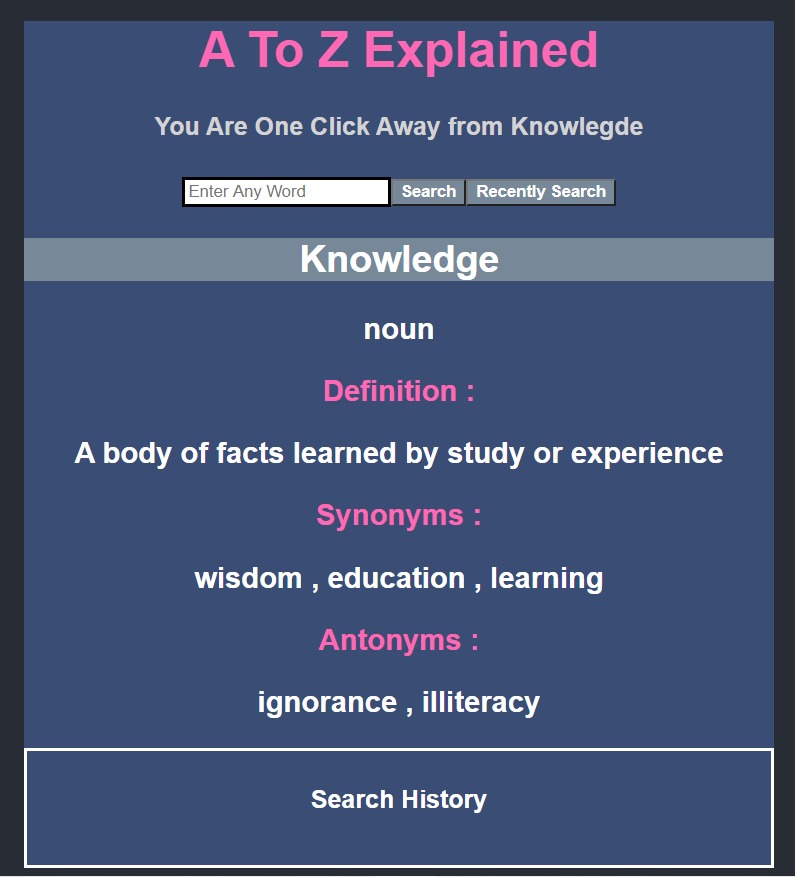 A To Z Explained
You Are One Click Away from Knowlegde
Enter Any Word Search Recently Search
Knowledge
noun
Definition :
A body of facts learned by study or experience
Synonyms :
wisdom , education , learning
Antonyms :
ignorance , illiteracy
Search History